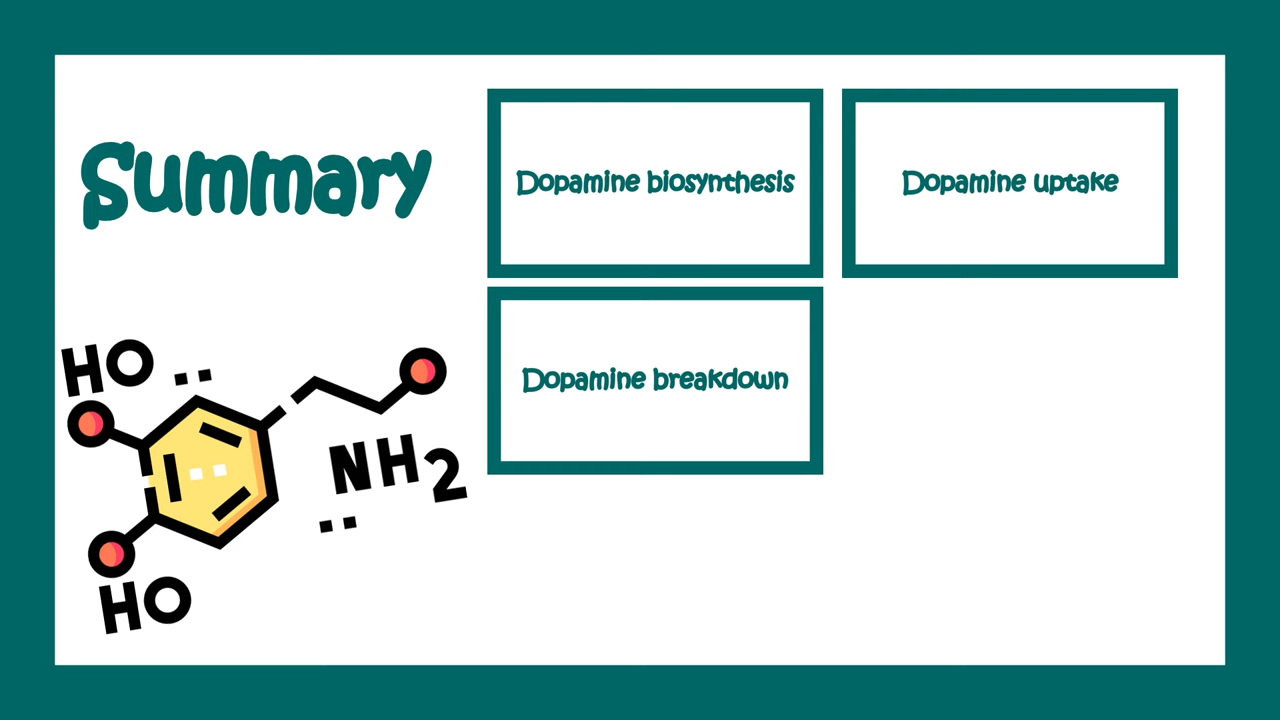 Summary
Dopamine biosynthesis
Dopamine uptake
Dopamine breakdown
HO
NH2
HO